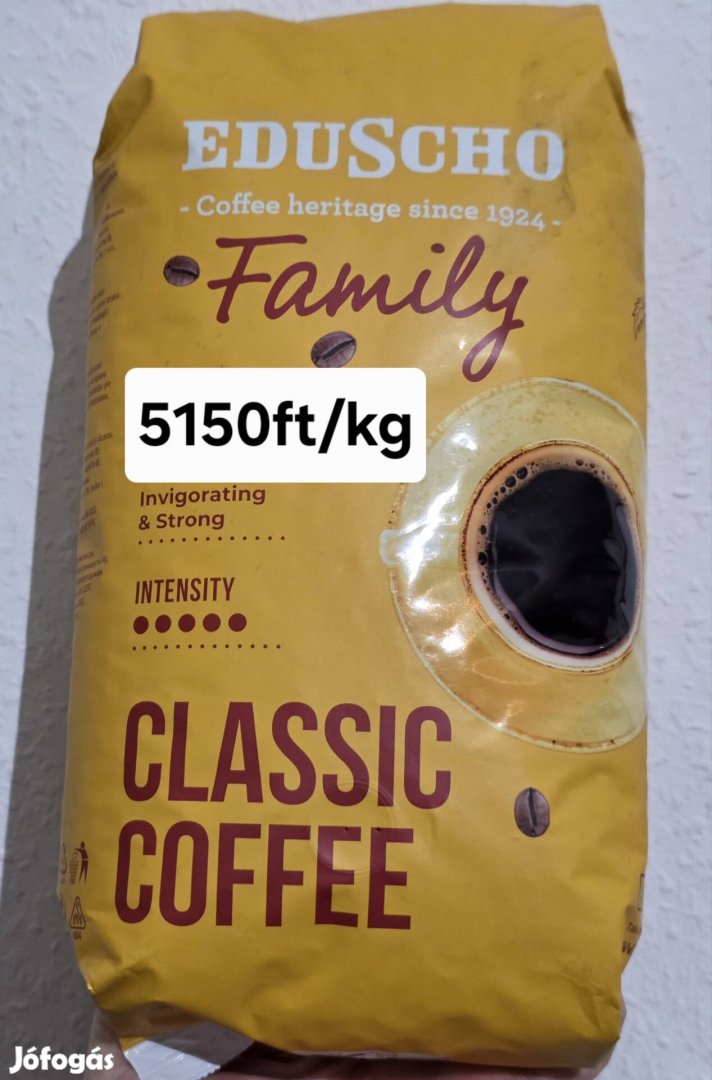 EDUSCHO
- Coffee heritage since 1924 -
Family
5150ft/kg
Invigorating
& Strong
INTENSITY
CLASSIC
COFFEE
Jófogás